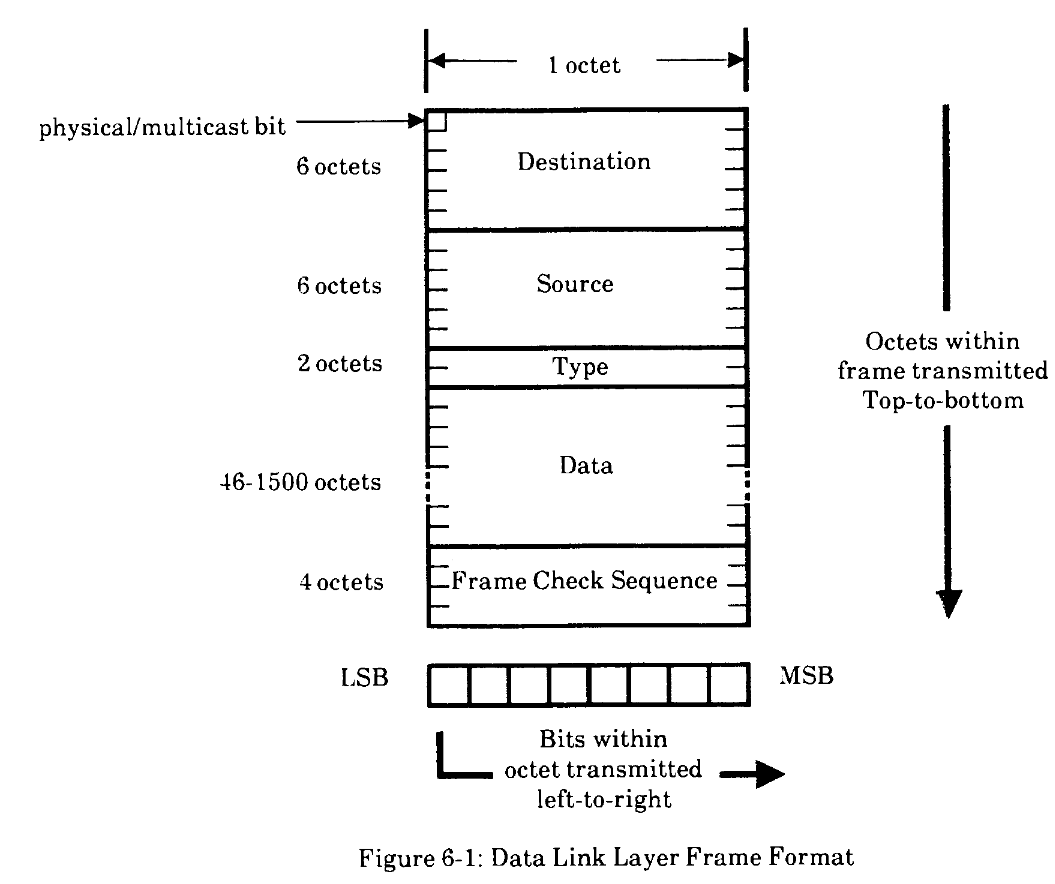 1 octet
physical/multicast bit
6 octets
Destination
6 octets
Source
2 octets
Type
Octets within
frame transmitted
Top-to-bottom
46-1500 octets
Data
4 octets
Frame Check Sequence
LSB
MSB
Bits within
octet transmitted
left-to-right
Figure 6-1: Data Link Layer Frame Format